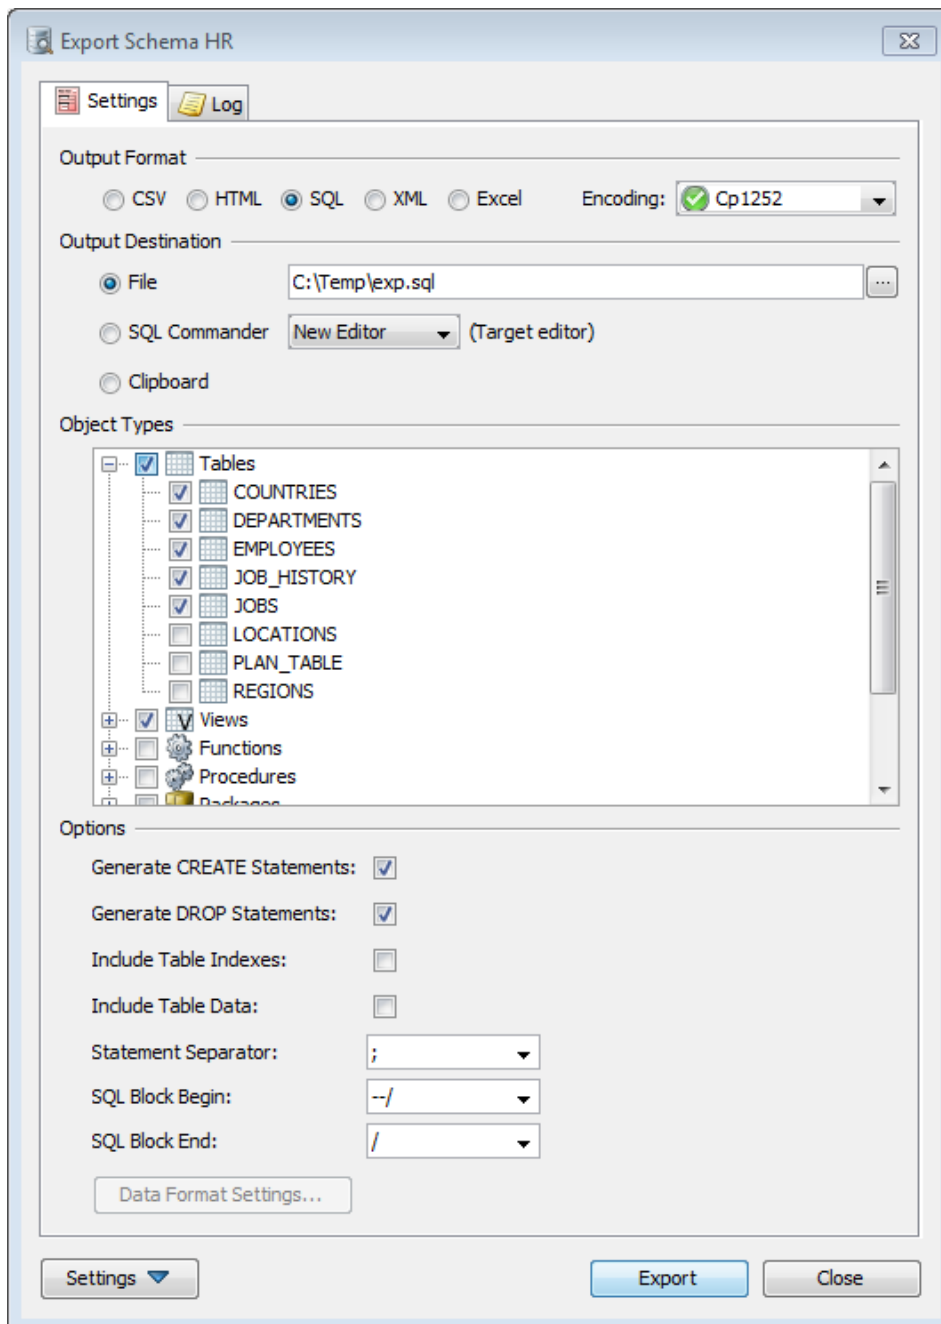 Export Schema HR
Settings Log
Output Format
CSV HTML SQL XML Excel Encoding: Cp1252
Output Destination
File C:\Temp\exp.sql ...
SQL Commander New Editor (Target editor)
Clipboard
Object Types
Tables
COUNTRIES
DEPARTMENTS
EMPLOYEES
JOB_HISTORY
JOBS
LOCATIONS
PLAN_TABLE
REGIONS
V Views
Functions
Procedures
Packages
Options
Generate CREATE Statements:
Generate DROP Statements:
Include Table Indexes:
Include Table Data:
Statement Separator: ;
SQL Block Begin: --/
SQL Block End: /
Data Format Settings...
Settings Export Close